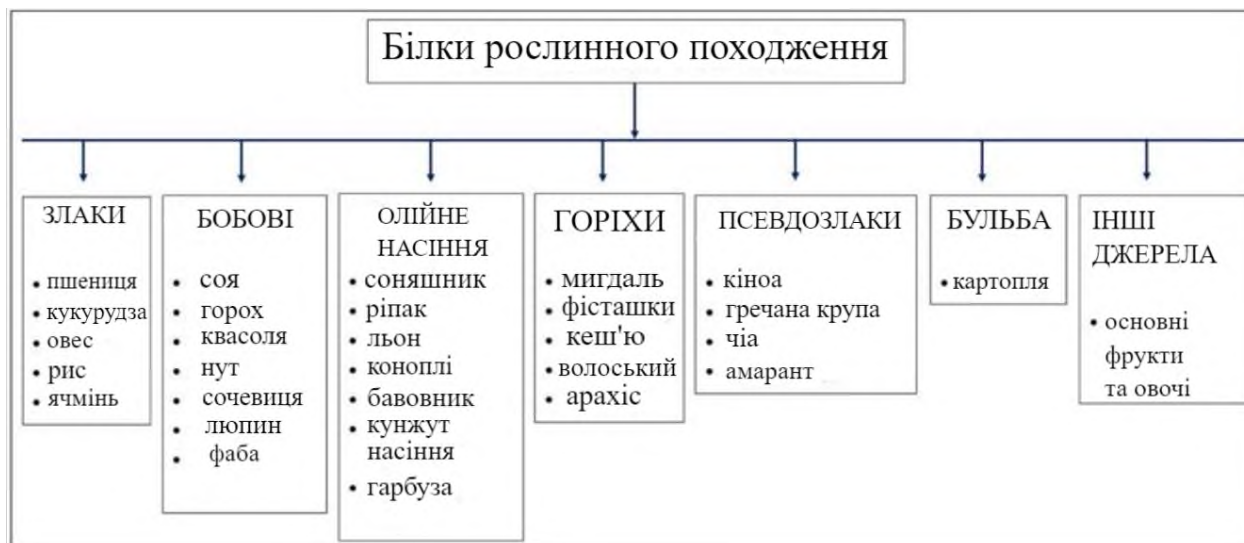 Білки рослинного походження
ЗЛАКИ
• пшениця
• кукурудза
• овес
• рис
• ячмінь
БОБОВІ
• соя
• горох
• квасоля
• нут
• сочевиця
• люпин
• фаба
ОЛІЙНЕ
НАСІННЯ
• соняшник
• ріпак
• льон
• коноплі
• бавовник
• кунжут
насіння
• гарбуза
ГОРІХИ
• мигдаль
• фісташки
• кеш'ю
• волоський
• арахіс
ПСЕВДОЗЛАКИ
• кіноа
• гречана крупа
• чіа
• амарант
БУЛЬБА
• картопля
ІНШІ
ДЖЕРЕЛА
• основні
фрукти
та овочі